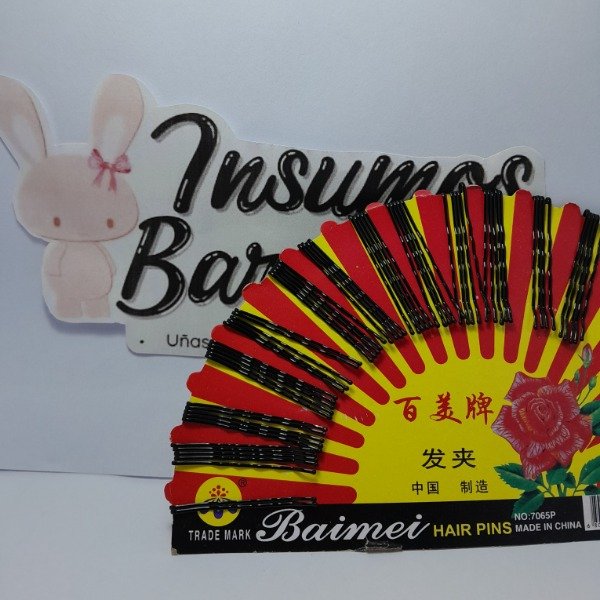 Insumos
Bar
Uñas
百美牌
发夹
中国 制造
®
TRADE MARK
Baimei
HAIR PINS
NO:7065P
MADE IN CHINA